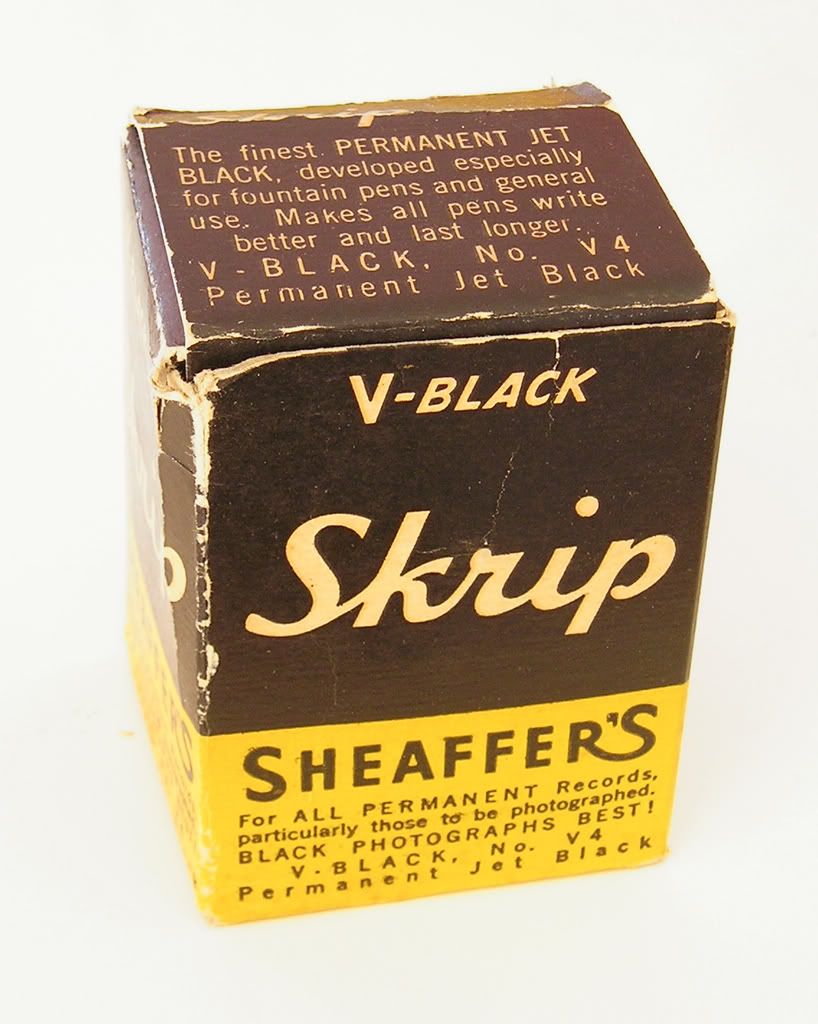 The finest PERMANENT JET
BLACK, developed especially
for fountain pens and general
use. Makes all pens write
better and last longer.
V-BLACK, No. V4
Permanent Jet Black
V-BLACK
Skrip
SHEAFFER'S
For ALL PERMANENT Records,
particularly those to be photographed.
BLACK PHOTOGRAPHS BEST!
V-BLACK, No. V4
Permanent Jet Black